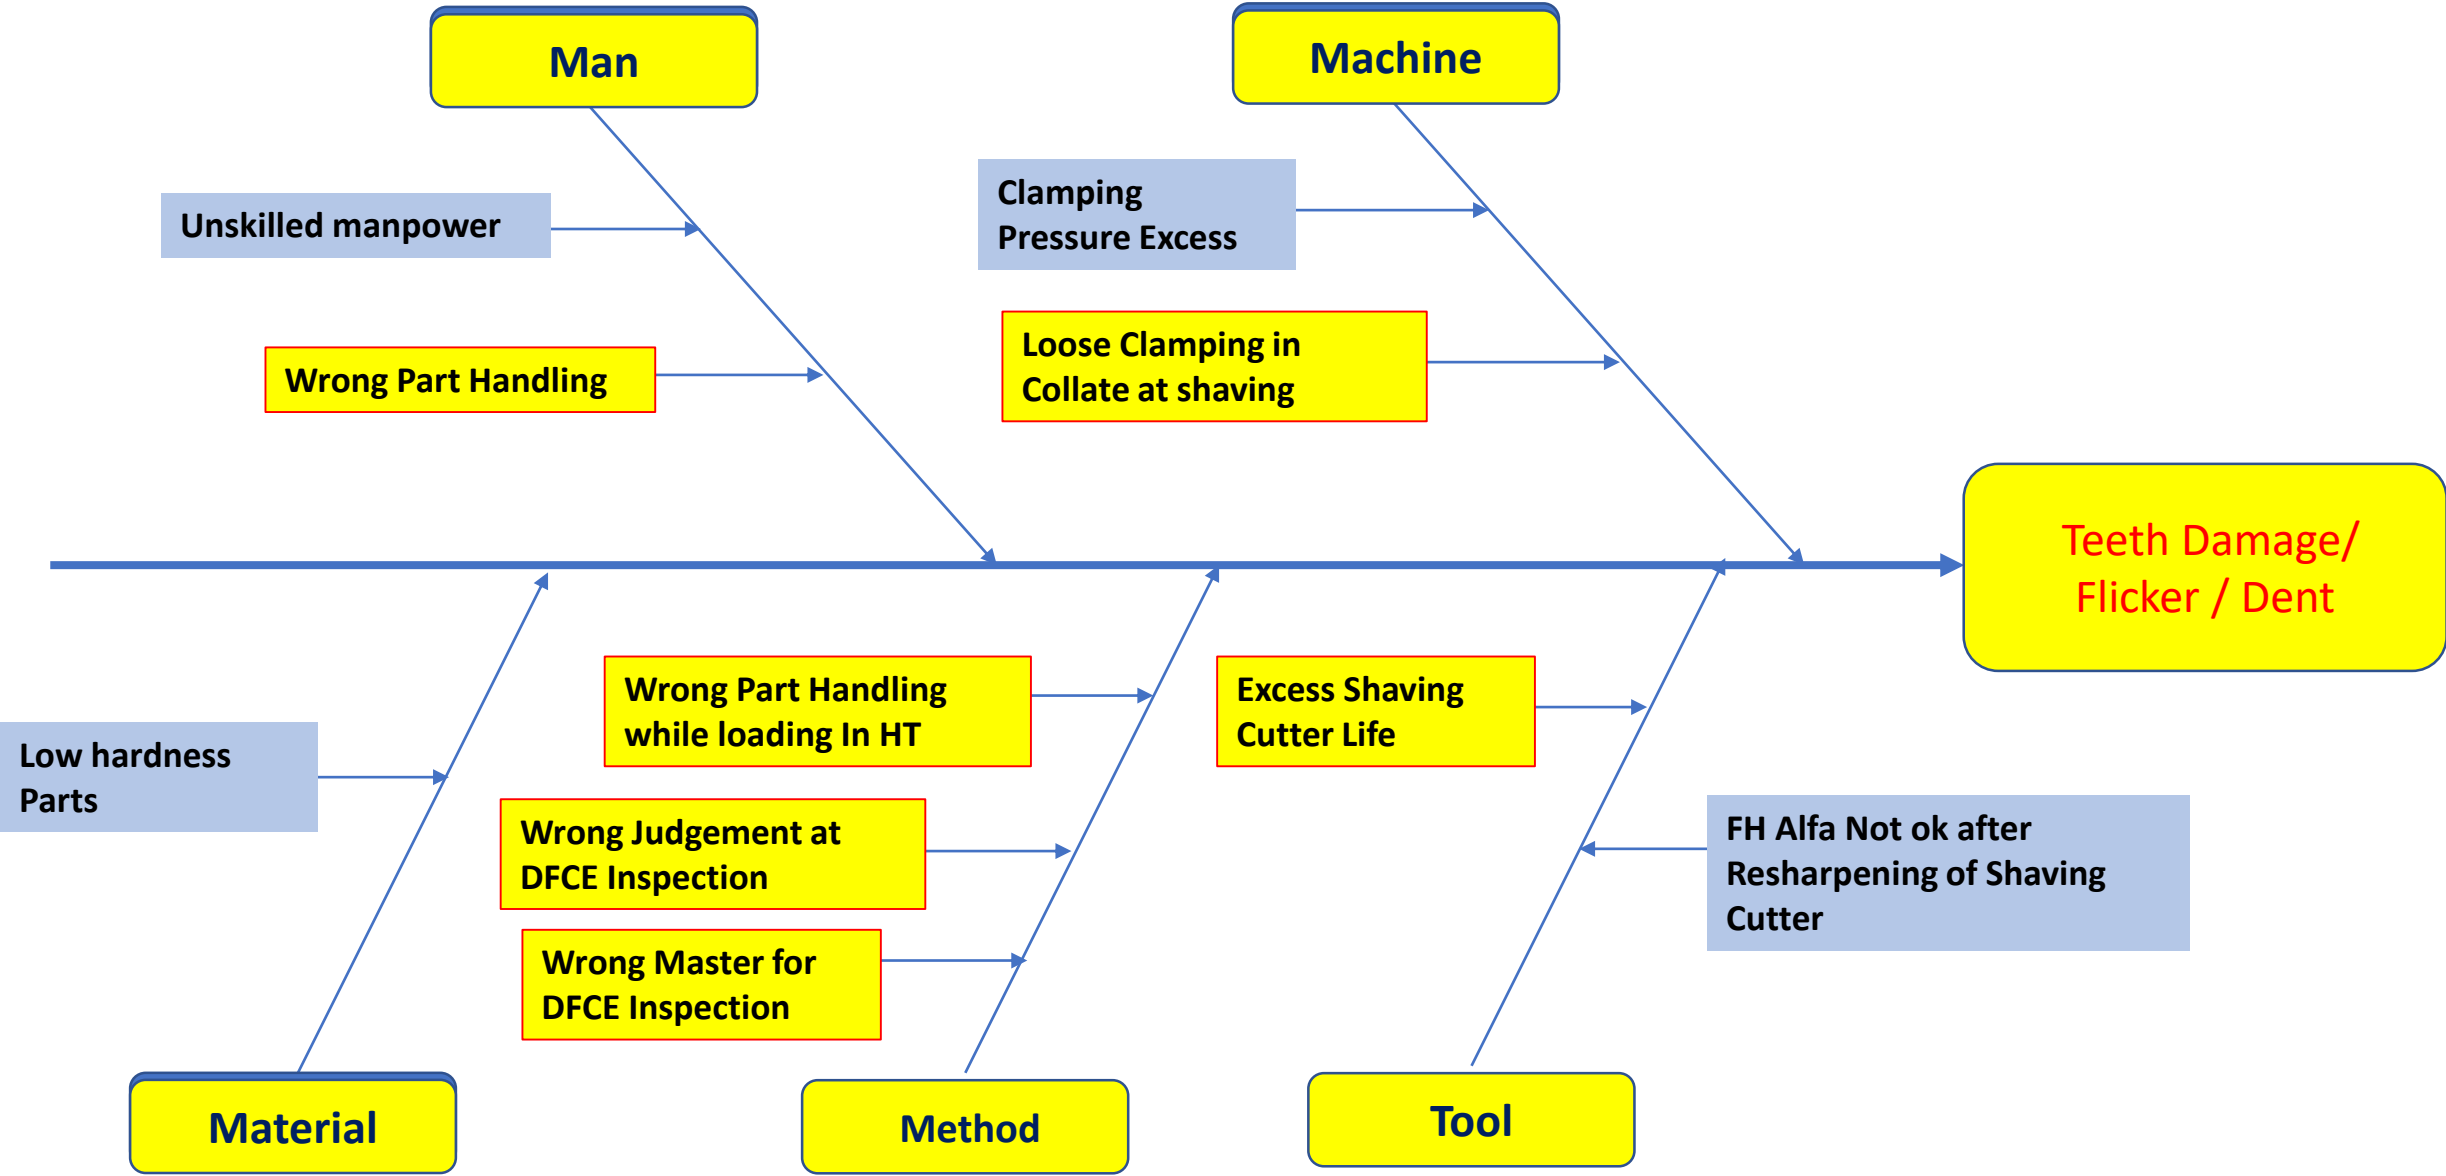 Man
Machine
Unskilled manpower
Clamping
Pressure Excess
Wrong Part Handling
Loose Clamping in
Collate at shaving
Teeth Damage/
Flicker / Dent
Low hardness
Parts
Wrong Part Handling
while loading In HT
Wrong Judgement at
DFCE Inspection
Wrong Master for
DFCE Inspection
Excess Shaving
Cutter Life
FH Alfa Not ok after
Resharpening of Shaving
Cutter
Material
Method
Tool